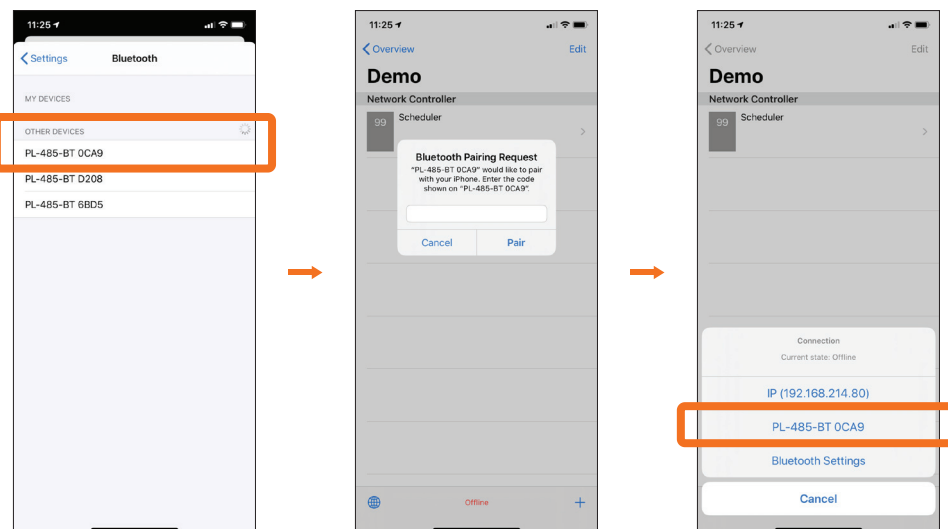 11:25
Settings
Bluetooth
MY DEVICES
OTHER DEVICES
PL-485-BT 0CA9
PL-485-BT D208
PL-485-BT 6BD5
11:25
Overview
Edit
Demo
Network Controller
99
Scheduler
Bluetooth Pairing Request
"PL-485-BT 0CA9" would like to pair
with your iPhone. Enter the code
shown on "PL-485-BT 0CA9".
Cancel
Pair
Offline
11:25
Overview
Edit
Demo
Network Controller
99
Scheduler
Connection
Current state: Offline
IP (192.168.214.80)
PL-485-BT 0CA9
Bluetooth Settings
Cancel